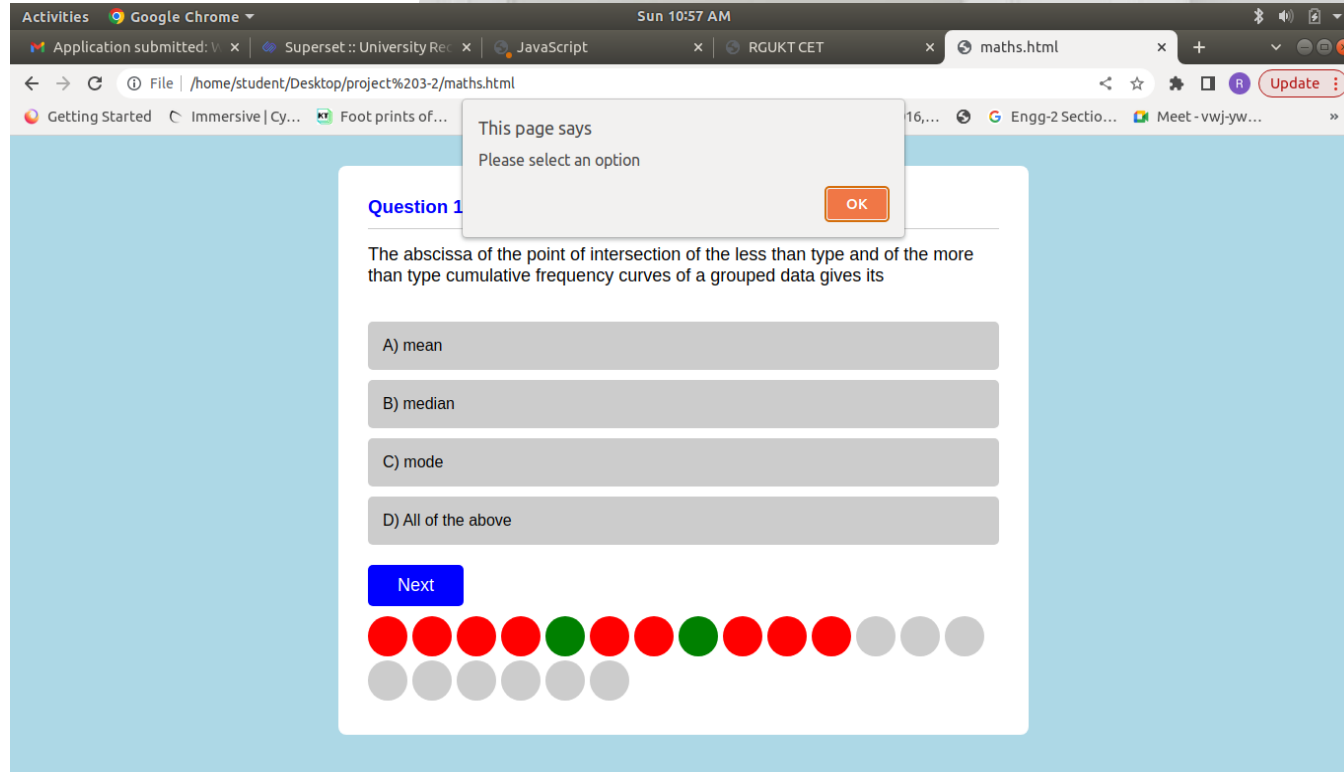 Activities Google Chrome Sun 10:57 AM
Application submitted: Superset :: University Rec JavaScript RGUKT CET maths.html
File /home/student/Desktop/project%203-2/maths.html Update
Getting Started Immersive | Cy... KT Foot prints of... 16,... Engg-2 Sectio... Meet - vwj-yw... »
This page says
Please select an option
OK
Question 1
The abscissa of the point of intersection of the less than type and of the more
than type cumulative frequency curves of a grouped data gives its
A) mean
B) median
C) mode
D) All of the above
Next